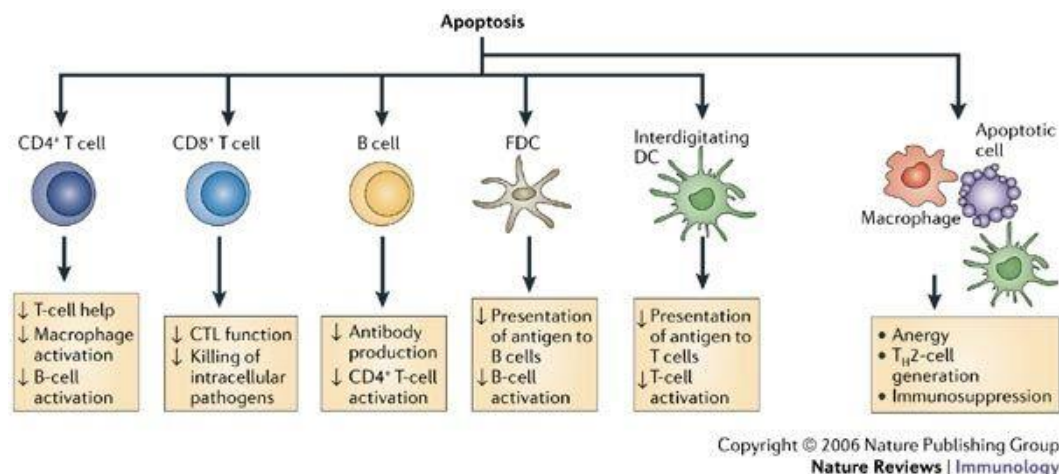 Apoptosis
CD4⁺ T cell
CD8⁺ T cell
B cell
FDC
Interdigitating
DC
Apoptotic
cell
Macrophage
↓ T-cell help
↓ Macrophage
activation
↓ B-cell
activation
↓ CTL function
↓ Killing of
intracellular
pathogens
↓ Antibody
production
↓ CD4⁺ T-cell
activation
↓ Presentation
of antigen to
B cells
↓ B-cell
activation
↓ Presentation
of antigen to
T cells
↓ T-cell
activation
• Anergy
• TH2-cell
generation
• Immunosuppression
Copyright © 2006 Nature Publishing Group
Nature Reviews | Immunology